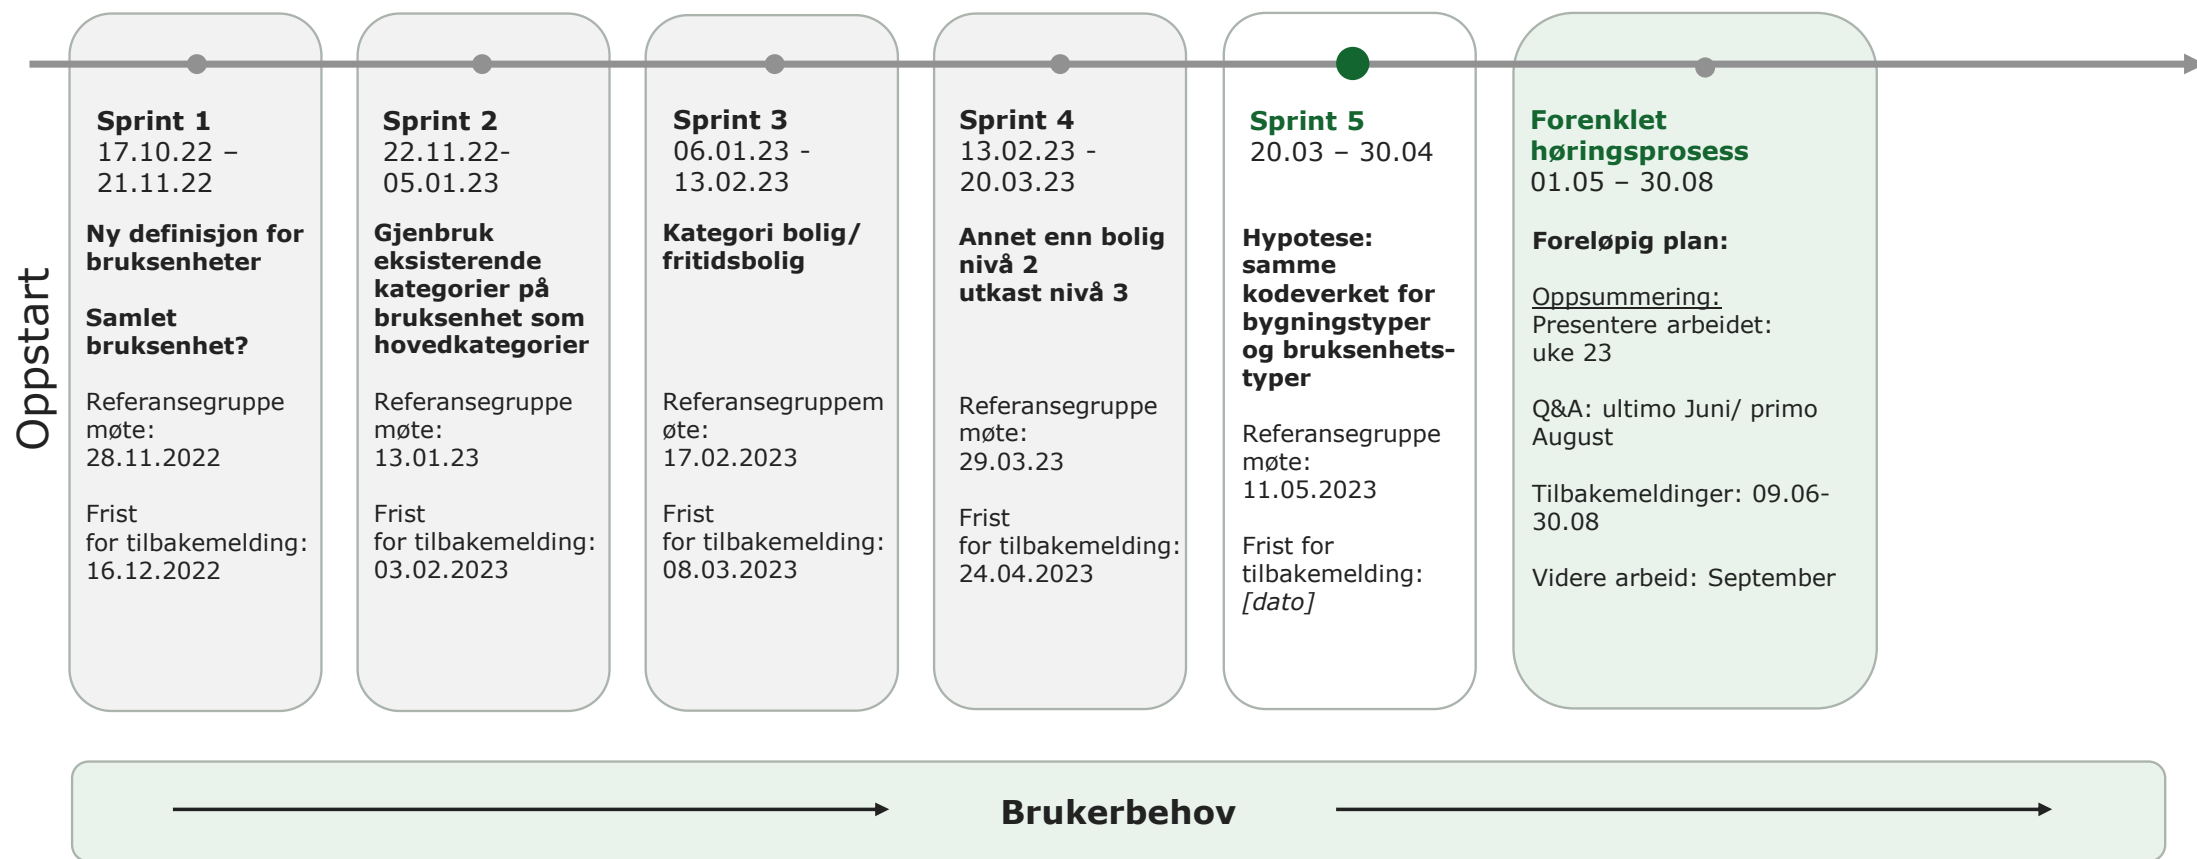 Oppstart
Sprint 1
17.10.22 –
21.11.22
Ny definisjon for
bruksenheter
Samlet
bruksenhet?
Referansegruppe
møte:
28.11.2022
Frist
for tilbakemelding:
16.12.2022
Sprint 2
22.11.22-
05.01.23
Gjenbruk
eksisterende
kategorier på
bruksenhet som
hovedkategorier
Referansegruppe
møte:
13.01.23
Frist
for tilbakemelding:
03.02.2023
Sprint 3
06.01.23 -
13.02.23
Kategori bolig/
fritidsbolig
Referansegruppem
øte:
17.02.2023
Frist
for tilbakemelding:
08.03.2023
Sprint 4
13.02.23 -
20.03.23
Annet enn bolig
nivå 2
utkast nivå 3
Referansegruppe
møte:
29.03.23
Frist
for tilbakemelding:
24.04.2023
Sprint 5
20.03 – 30.04
Hypotese:
samme
kodeverket for
bygningstyper
og bruksenhets-
typer
Referansegruppe
møte:
11.05.2023
Frist for
tilbakemelding:
[dato]
Forenklet
høringsprosess
01.05 – 30.08
Foreløpig plan:
Oppsummering:
Presentere arbeidet:
uke 23
Q&A: ultimo Juni/ primo
August
Tilbakemeldinger: 09.06-
30.08
Videre arbeid: September
Brukerbehov